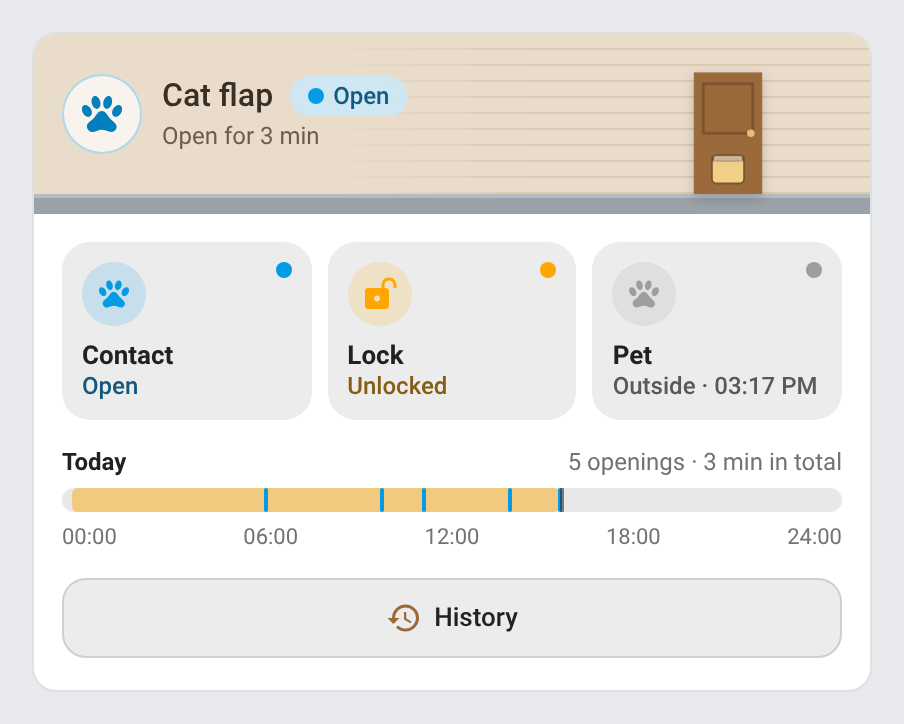 Cat flap
Open
Open for 3 min
Contact
Open
Lock
Unlocked
Pet
Outside · 03:17 PM
Today
5 openings · 3 min in total
00:00
06:00
12:00
18:00
24:00
History